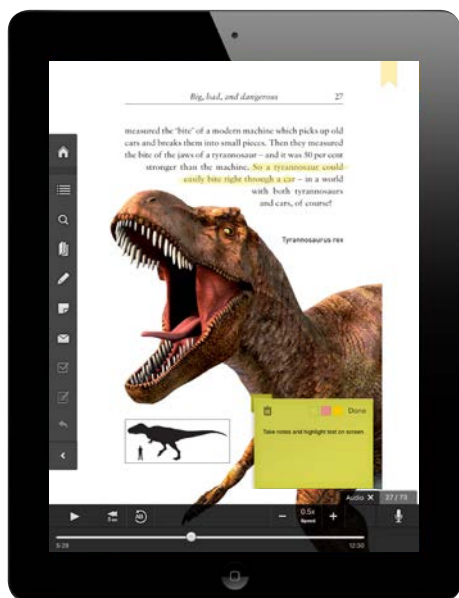 Big, bad, and dangerous 27
measured the 'bite' of a modern machine which picks up old
cars and breaks them into small pieces. Then they measured
the bite of the jaws of a tyrannosaur – and it was 50 per cent
stronger than the machine. So a tyrannosaur could
easily bite right through a car – in a world
with both tyrannosaurs
and cars, of course!
Tyrannosaurus rex
Done
Take notes and highlight text on screen
Audio X 27 / 73
AB
0.5x
Speed
5:28 12:30